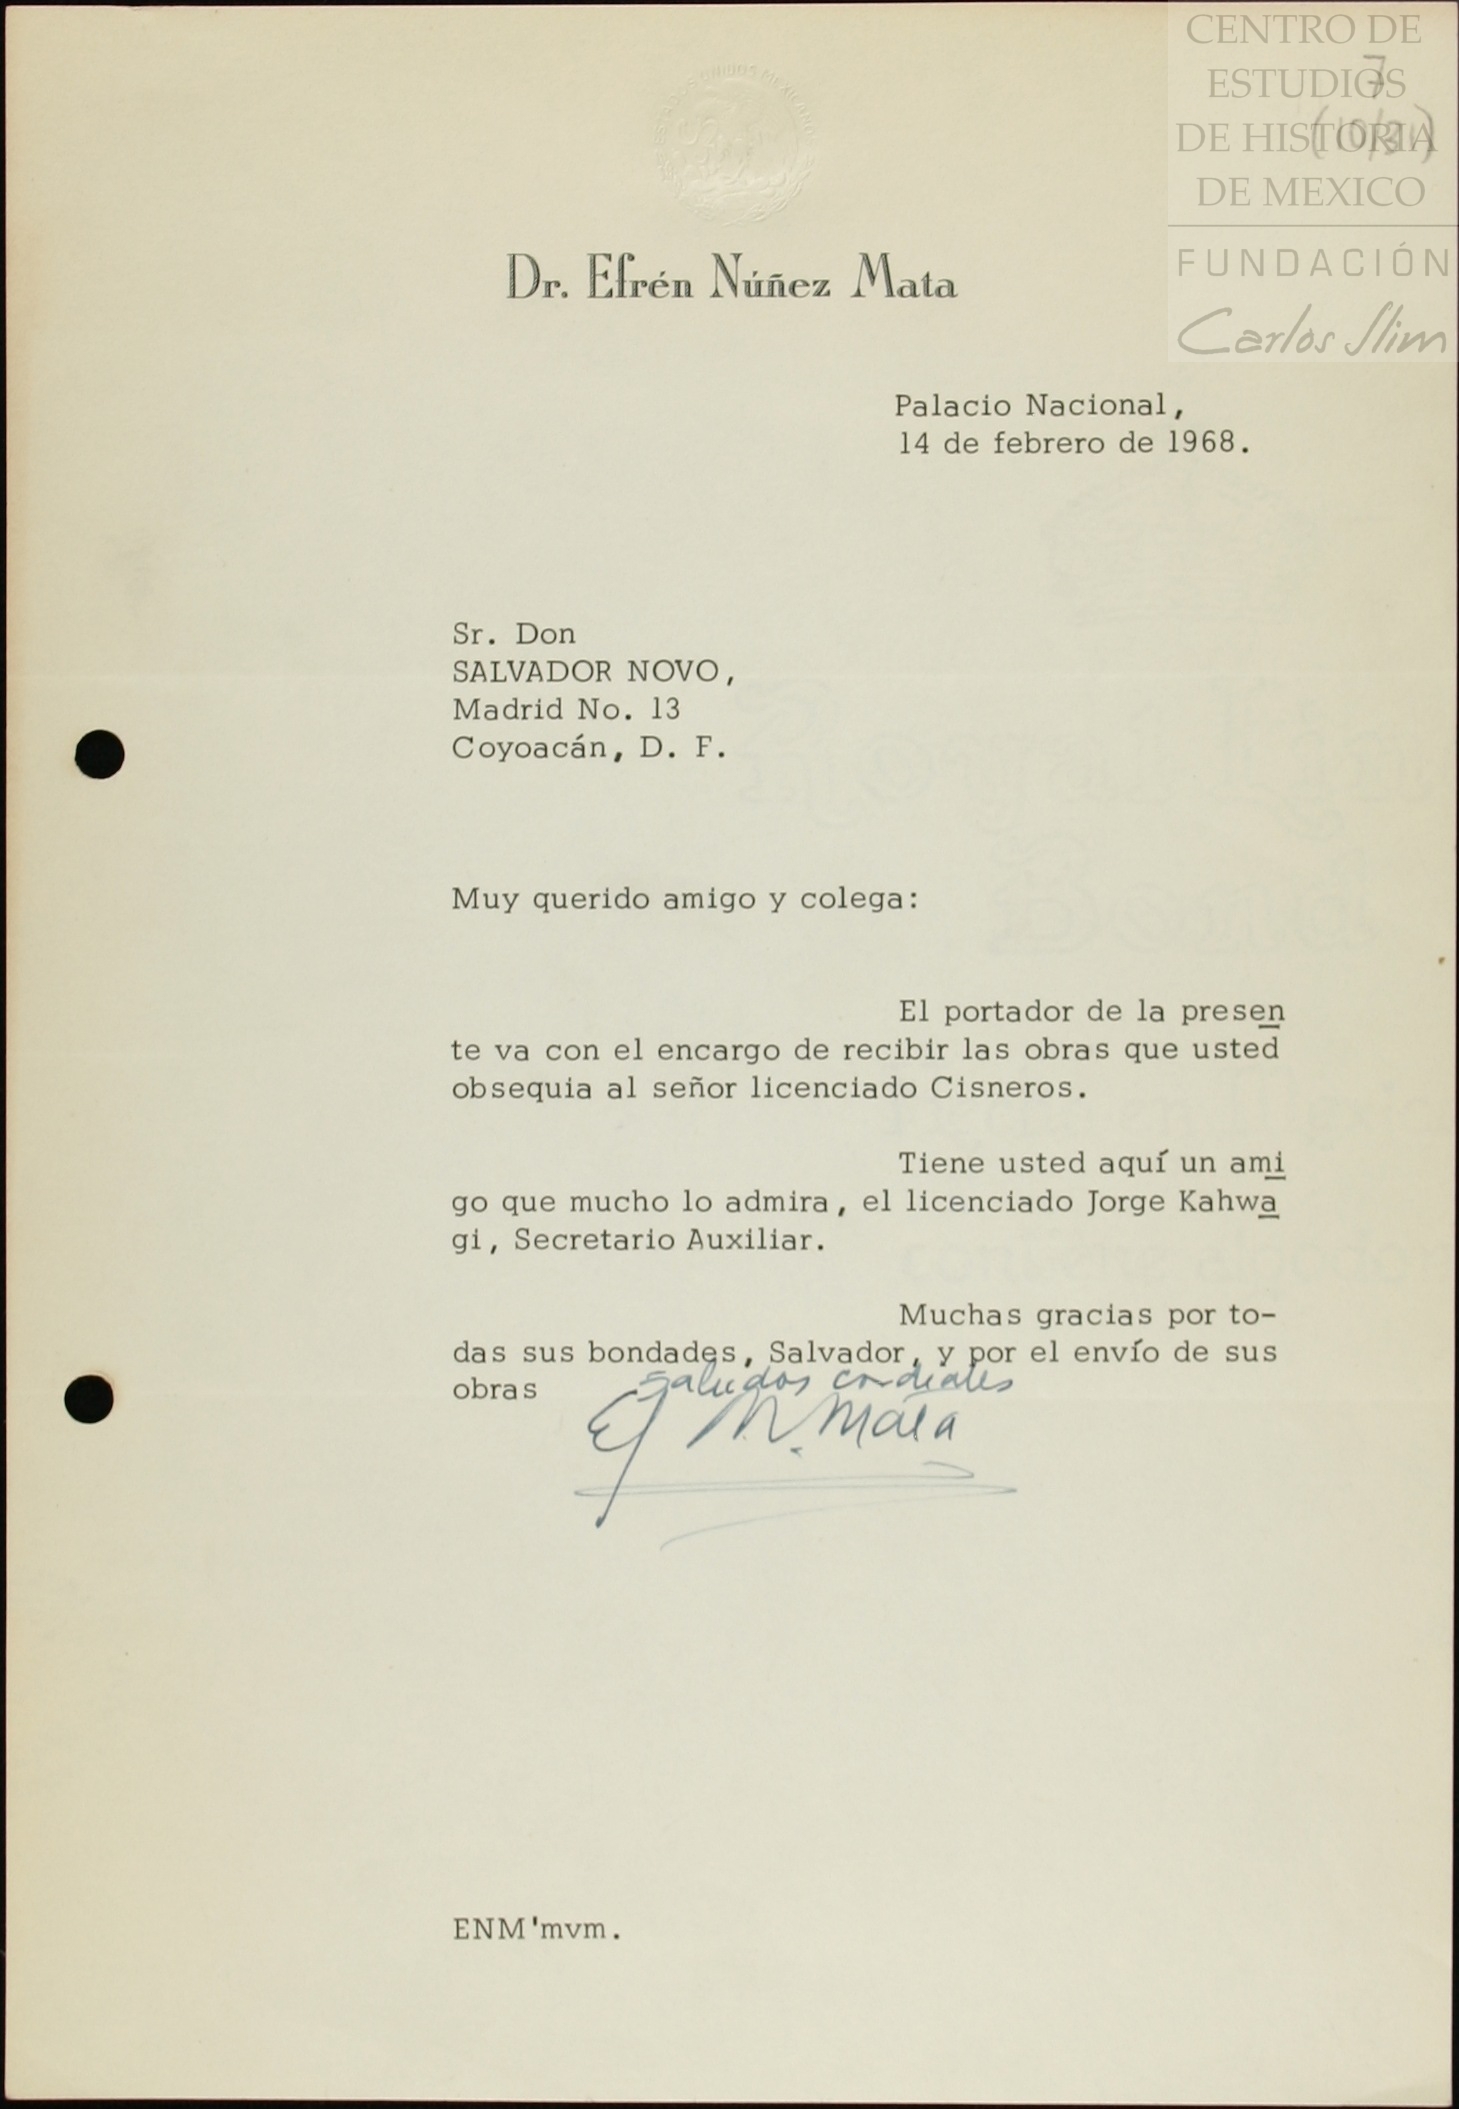 CENTRO DE
ESTUDIOS
DE HISTORIA
DE MEXICO
FUNDACIÓN
Carlos Slim
7
UNIDOS MEXICANOS
Dr. Efrén Núñez Mata
Palacio Nacional,
14 de febrero de 1968.
Sr. Don
SALVADOR NOVO,
Madrid No. 13
Coyoacán, D. F.
Muy querido amigo y colega:
El portador de la presen
te va con el encargo de recibir las obras que usted
obsequia al señor licenciado Cisneros.
Tiene usted aquí un ami
go que mucho lo admira, el licenciado Jorge Kahwa
gi, Secretario Auxiliar.
Muchas gracias por to-
das sus bondades, Salvador, y por el envío de sus
obras
saludos cordiales
Ef N. Mata
ENM'mvm.